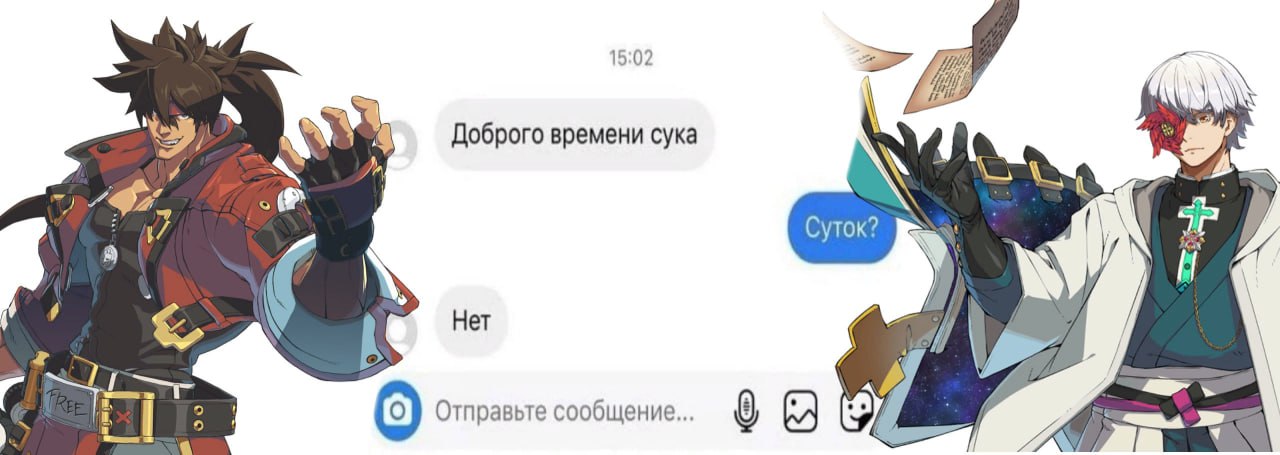 15:02
Доброго времени сука
Суток?
Нет
Отправьте сообщение...
FREE